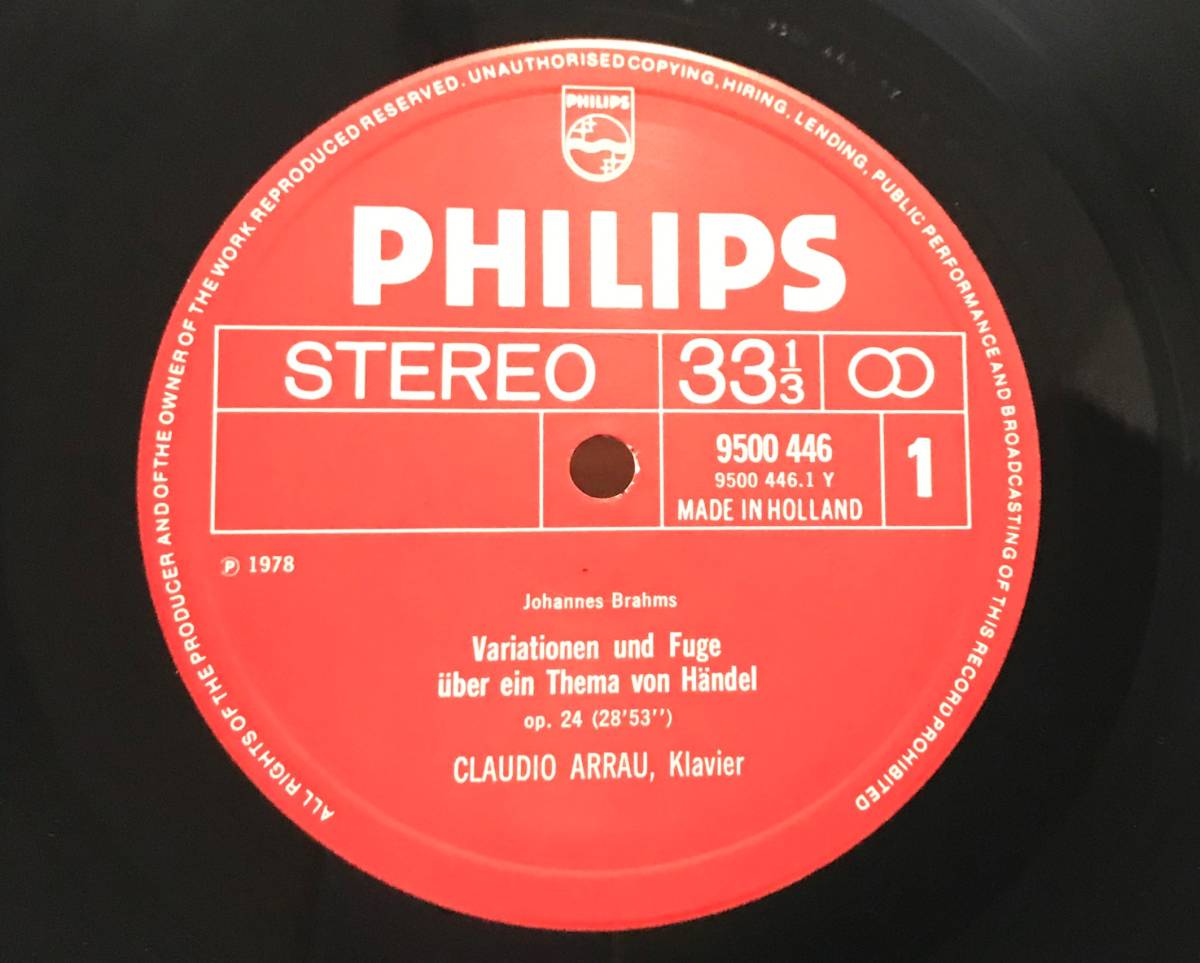 ALL RIGHTS OF THE PRODUCER AND OF THE OWNER OF THE WORK REPRODUCED RESERVED. UNAUTHORISED COPYING, HIRING, LENDING, PUBLIC PERFORMANCE AND BROADCASTING OF THIS RECORD PROHIBITED
PHILIPS
PHILIPS
STEREO 33 1/3
9500 446
9500 446.1 Y
MADE IN HOLLAND
1
℗ 1978
Johannes Brahms
Variationen und Fuge
über ein Thema von Händel
op. 24 (28'53'')
CLAUDIO ARRAU, Klavier